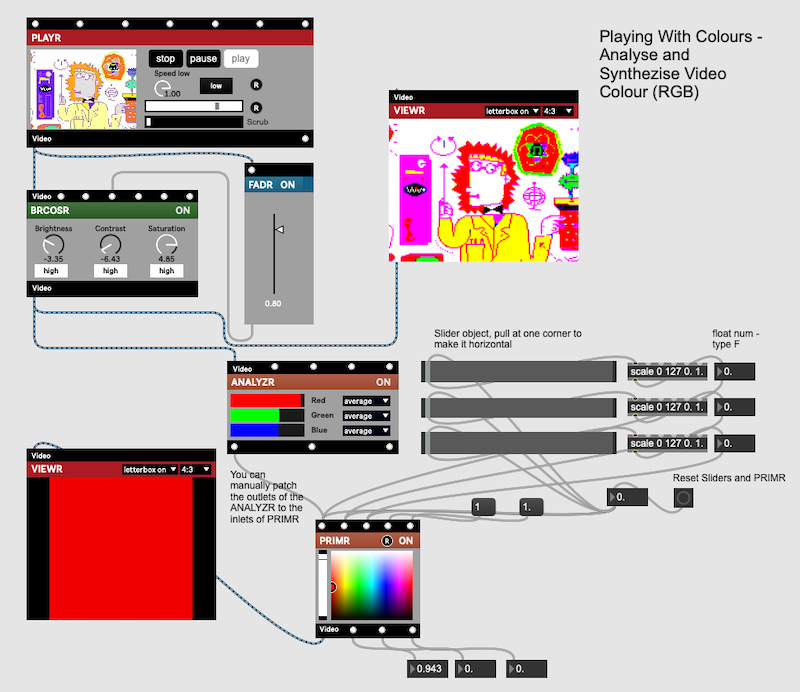 PLAYR
stop pause play
Speed low
1.00
low
R
R
Scrub
Video
Playing With Colours -
Analyse and
Synthezise Video
Colour (RGB)
Video
VIEWR
letterbox on
4:3
FADR ON
0.80
Video
BRCOSR ON
Brightness Contrast Saturation
-3.35 -6.43 4.85
high high high
Video
Slider object, pull at one corner to
make it horizontal
float num -
type F
Video
ANALYZR ON
Red average
Green average
Blue average
scale 0 127 0. 1.
0.
scale 0 127 0. 1.
0.
scale 0 127 0. 1.
0.
Video
VIEWR
letterbox on
4:3
You can
manually patch
the outlets of the
ANALYZR to the
inlets of PRIMR
Reset Sliders and PRIMR
1
1.
0.
PRIMR R ON
Video
0.943
0.
0.